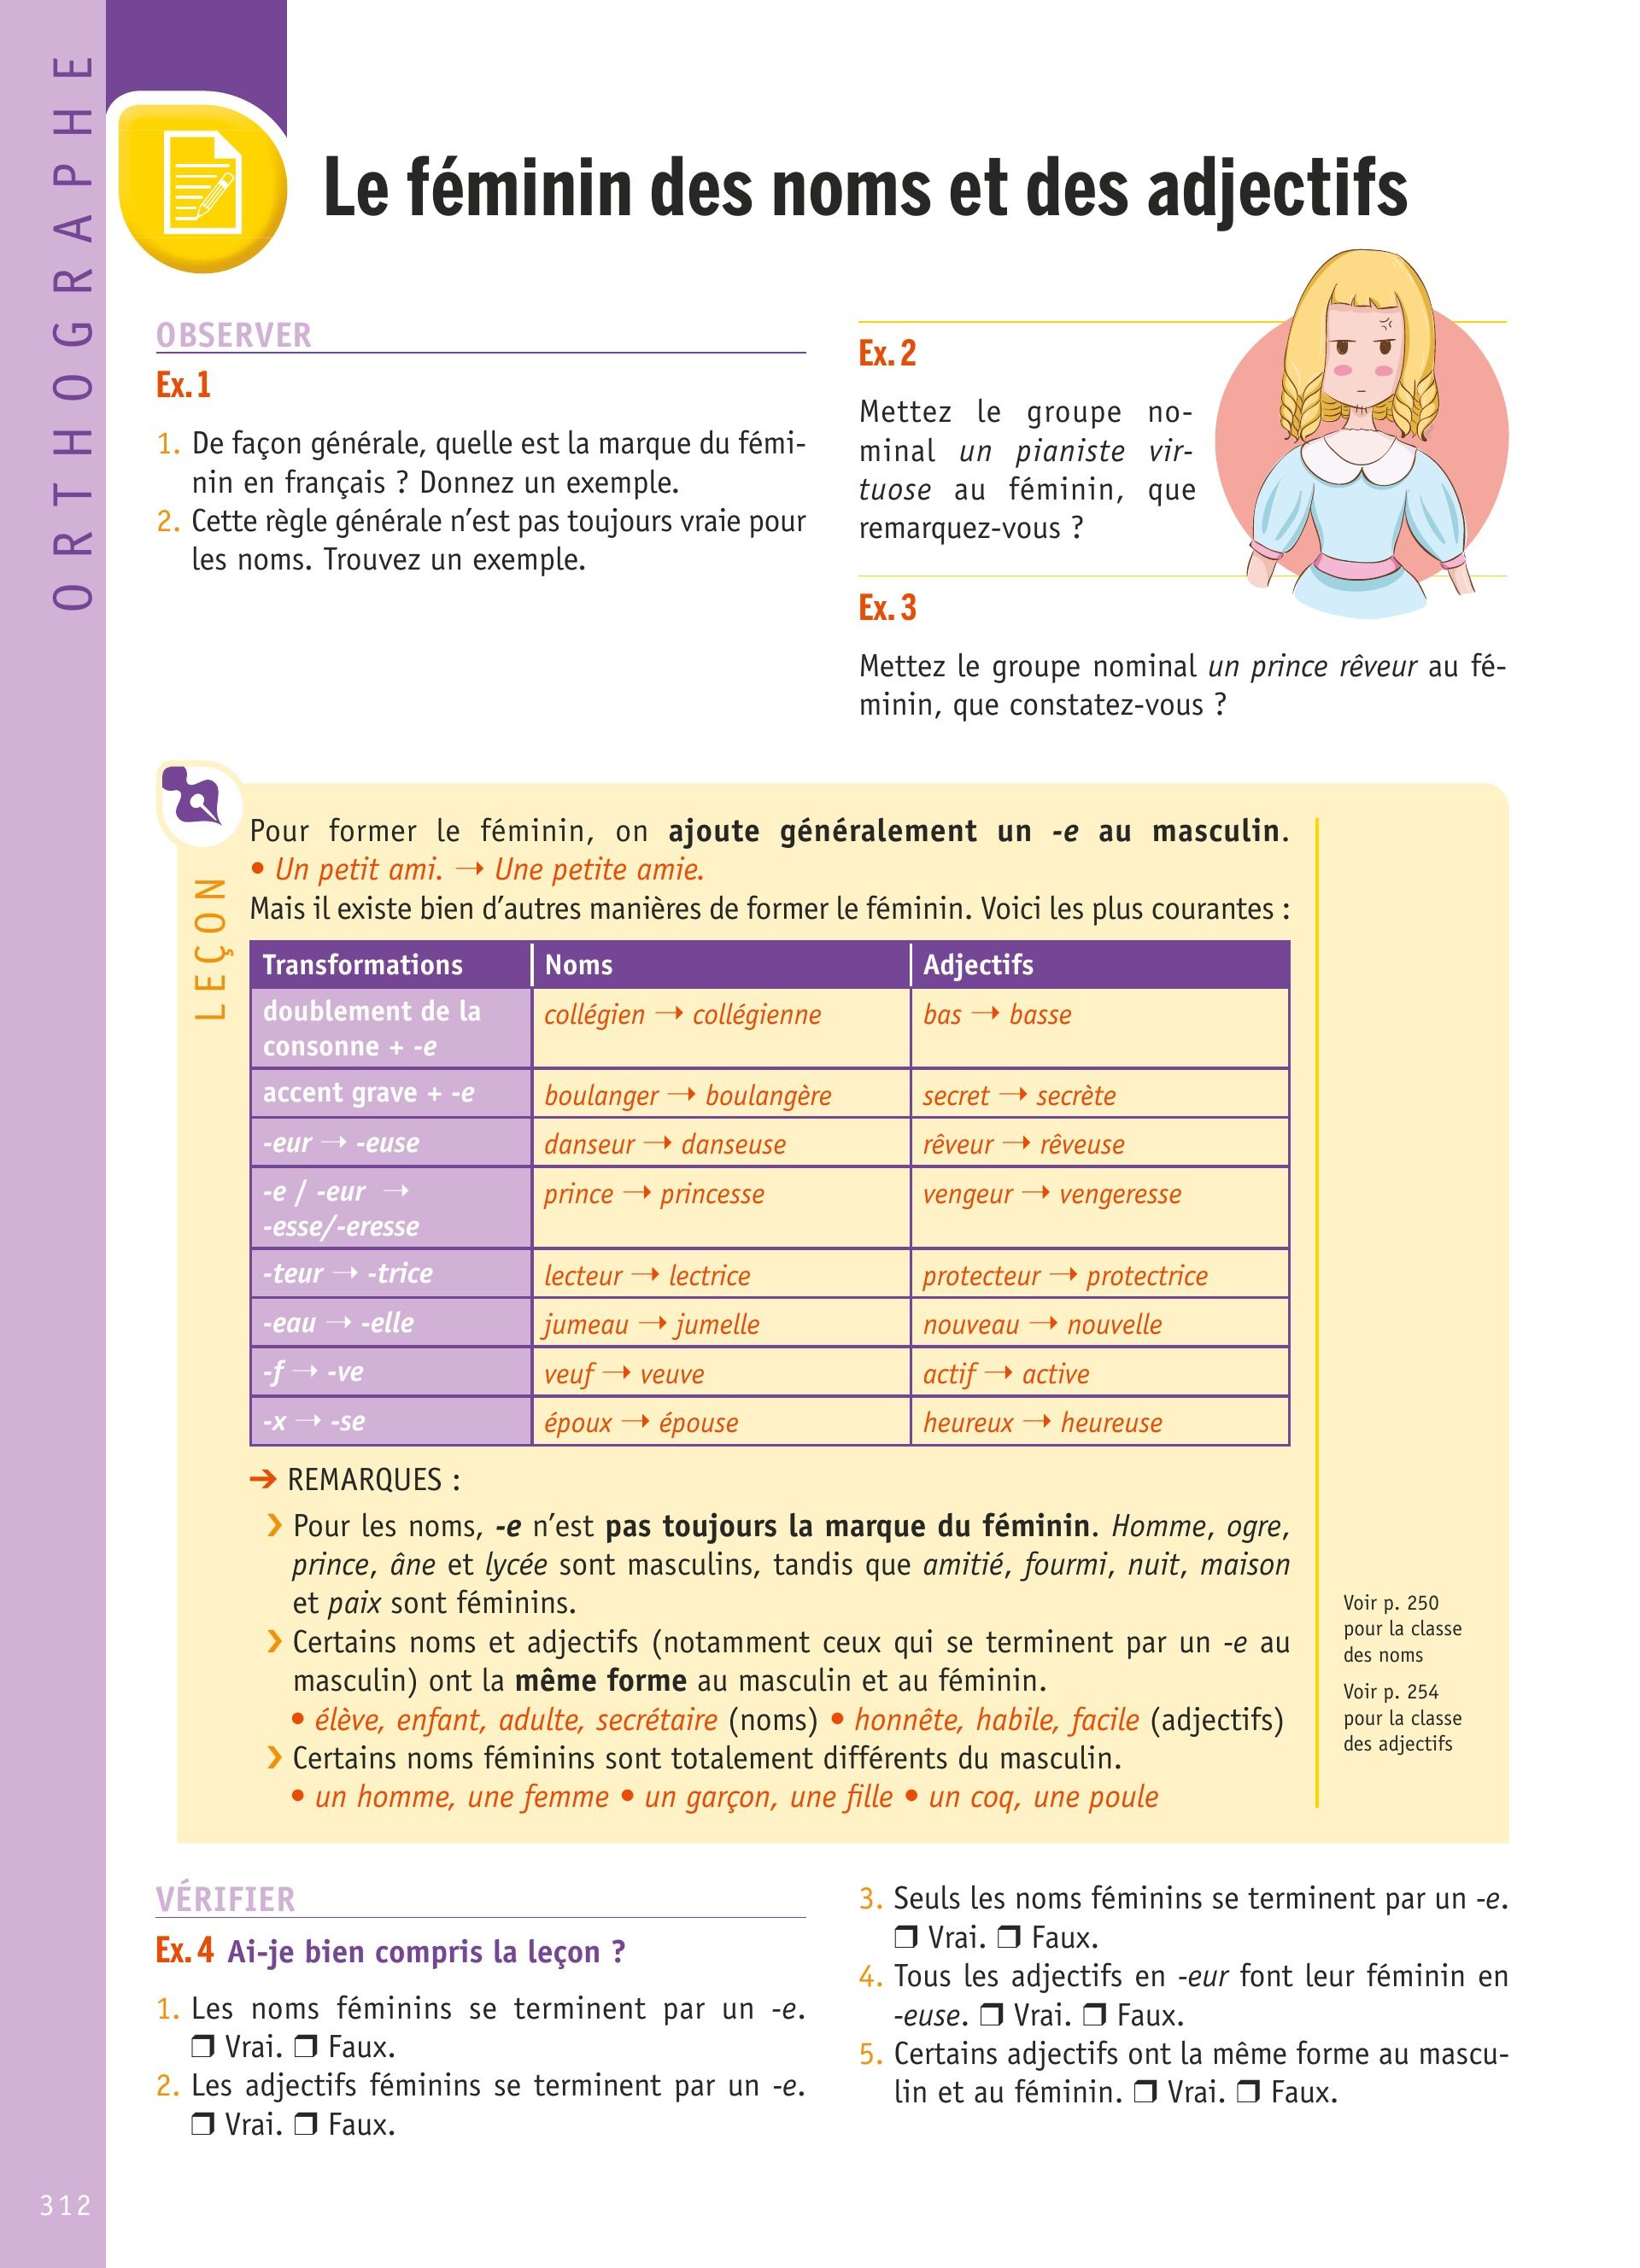 ORTHOGRAPHE
Le féminin des noms et des adjectifs
OBSERVER
Ex. 1
1. De façon générale, quelle est la marque du fémi-
nin en français ? Donnez un exemple.
2. Cette règle générale n'est pas toujours vraie pour
les noms. Trouvez un exemple.
Ex. 2
Mettez le groupe no-
minal un pianiste vir-
tuose au féminin, que
remarquez-vous ?
Ex. 3
Mettez le groupe nominal un prince rêveur au fé-
minin, que constatez-vous ?
LEÇON
Pour former le féminin, on ajoute généralement un -e au masculin.
• Un petit ami. → Une petite amie.
Mais il existe bien d'autres manières de former le féminin. Voici les plus courantes :
Transformations Noms Adjectifs
doublement de la
consonne + -e
collégien → collégienne bas → basse
accent grave + -e boulanger → boulangère secret → secrète
-eur → -euse danseur → danseuse rêveur → rêveuse
-e / -eur →
-esse/-eresse
prince → princesse vengeur → vengeresse
-teur → -trice lecteur → lectrice protecteur → protectrice
-eau → -elle jumeau → jumelle nouveau → nouvelle
-f → -ve veuf → veuve actif → active
-x → -se époux → épouse heureux → heureuse
➔ REMARQUES :
❯ Pour les noms, -e n'est pas toujours la marque du féminin. Homme, ogre,
prince, âne et lycée sont masculins, tandis que amitié, fourmi, nuit, maison
et paix sont féminins.
❯ Certains noms et adjectifs (notamment ceux qui se terminent par un -e au
masculin) ont la même forme au masculin et au féminin.
• élève, enfant, adulte, secrétaire (noms) • honnête, habile, facile (adjectifs)
❯ Certains noms féminins sont totalement différents du masculin.
• un homme, une femme • un garçon, une fille • un coq, une poule
Voir p. 250
pour la classe
des noms
Voir p. 254
pour la classe
des adjectifs
VÉRIFIER
Ex. 4 Ai-je bien compris la leçon ?
1. Les noms féminins se terminent par un -e.
❒ Vrai. ❒ Faux.
2. Les adjectifs féminins se terminent par un -e.
❒ Vrai. ❒ Faux.
3. Seuls les noms féminins se terminent par un -e.
❒ Vrai. ❒ Faux.
4. Tous les adjectifs en -eur font leur féminin en
-euse. ❒ Vrai. ❒ Faux.
5. Certains adjectifs ont la même forme au mascu-
lin et au féminin. ❒ Vrai. ❒ Faux.
312